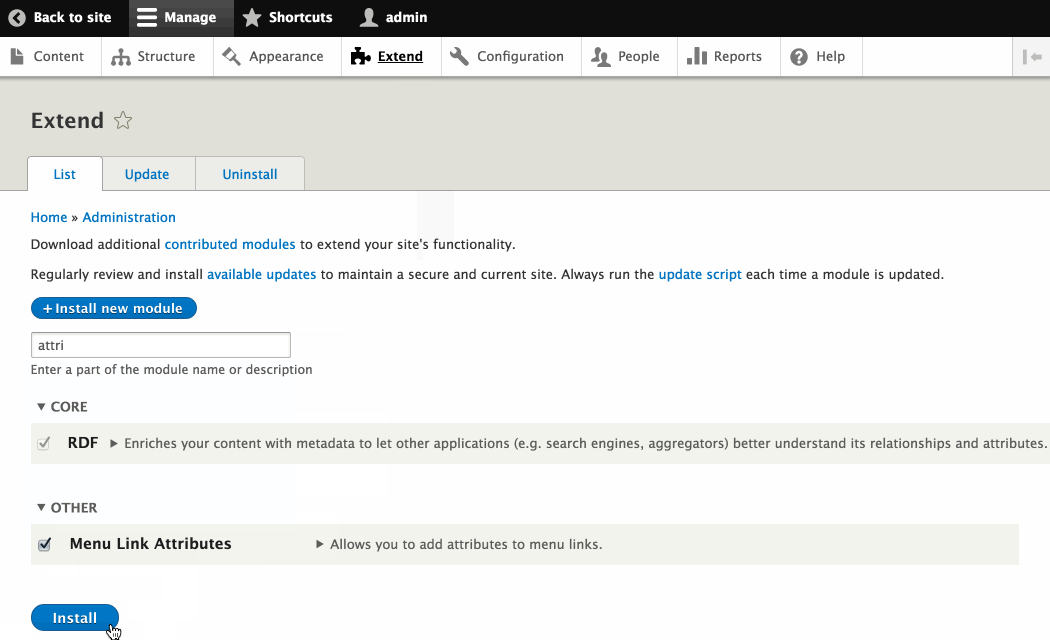 Back to site Manage Shortcuts admin
Content Structure Appearance Extend Configuration People Reports Help
Extend
List Update Uninstall
Home » Administration
Download additional contributed modules to extend your site's functionality.
Regularly review and install available updates to maintain a secure and current site. Always run the update script each time a module is updated.
+ Install new module
attri
Enter a part of the module name or description
▼ CORE
RDF ▶ Enriches your content with metadata to let other applications (e.g. search engines, aggregators) better understand its relationships and attributes.
▼ OTHER
Menu Link Attributes ▶ Allows you to add attributes to menu links.
Install